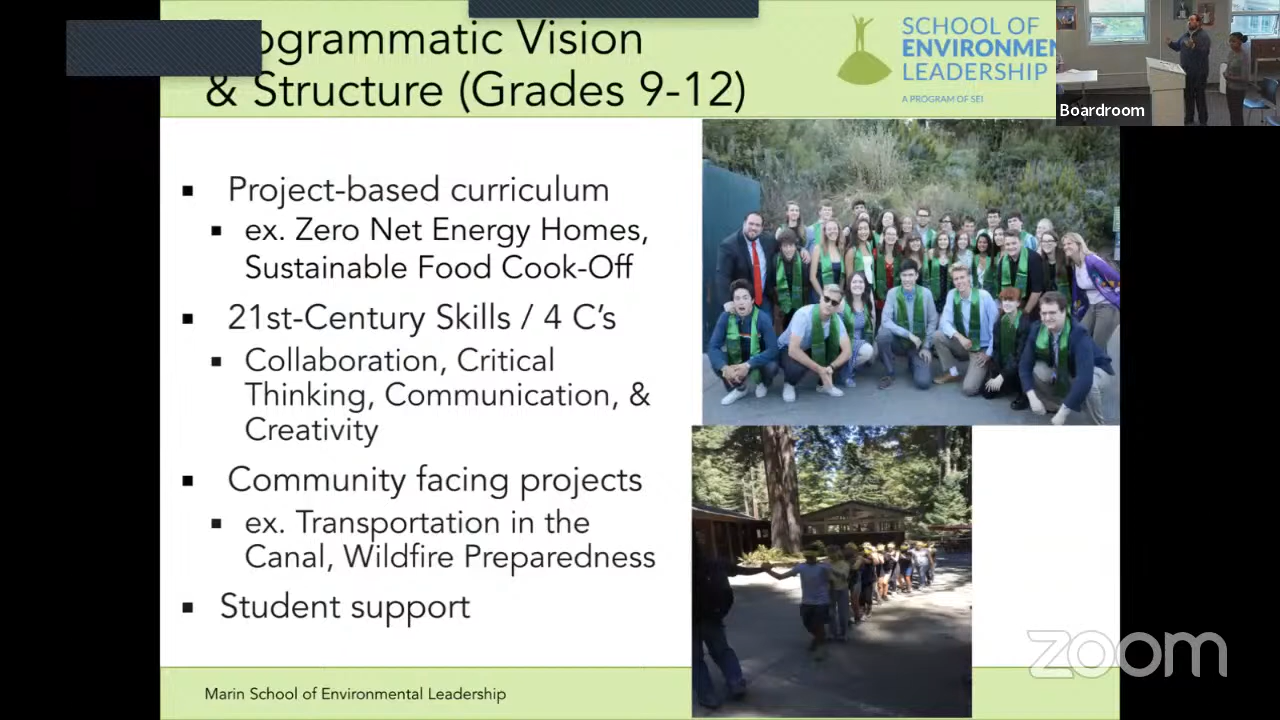 ogrammatic Vision
& Structure (Grades 9-12)
SCHOOL OF
ENVIRONME
LEADERSHIP
A PROGRAM OF SEI
Boardroom
▪ Project-based curriculum
▪ ex. Zero Net Energy Homes,
Sustainable Food Cook-Off
▪ 21st-Century Skills / 4 C's
▪ Collaboration, Critical
Thinking, Communication, &
Creativity
▪ Community facing projects
▪ ex. Transportation in the
Canal, Wildfire Preparedness
▪ Student support
Marin School of Environmental Leadership
zoom